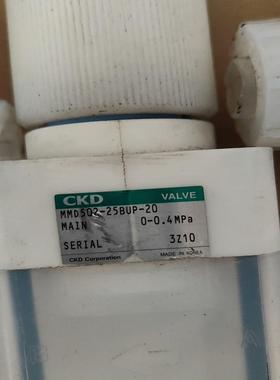 CKD VALVE
MMD502-25BUP-20
MAIN 0-0.4MPa
SERIAL 3Z10
CKD Corporation MADE IN KOREA